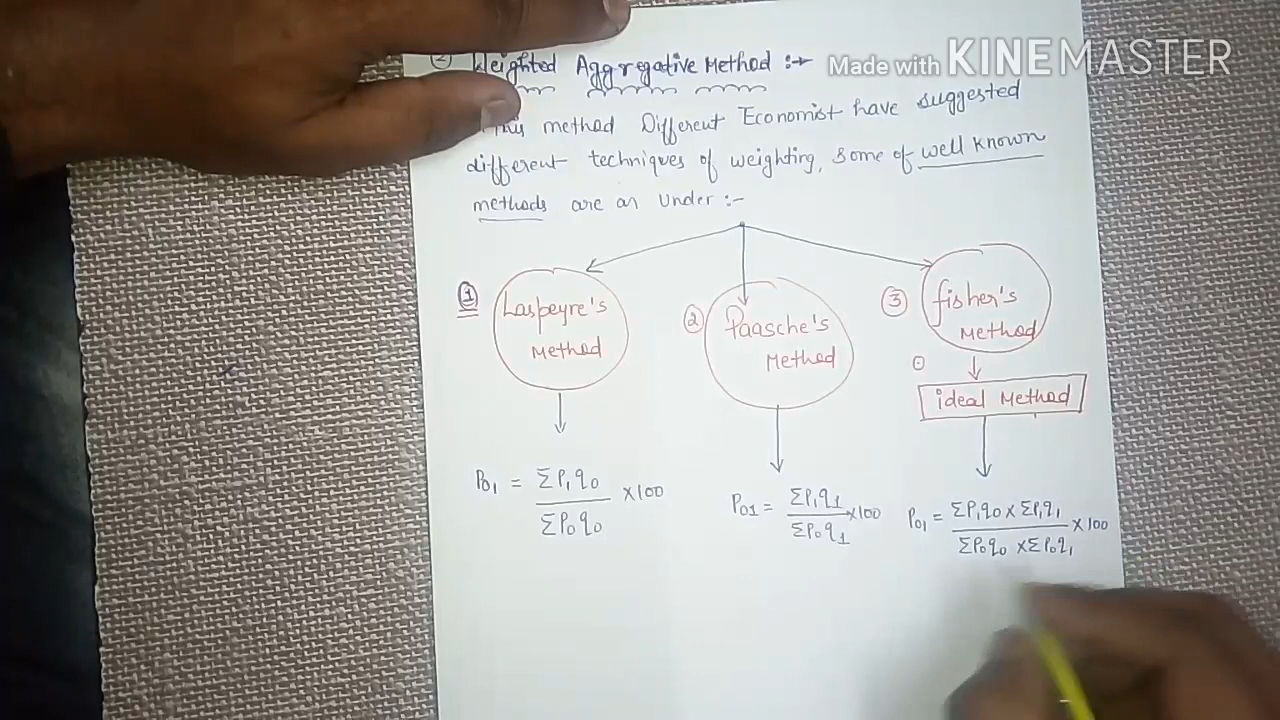 ② Weighted Aggregative Method :→
Made with KINEMASTER
This method Different Economist have suggested
different techniques of weighting, some of well known
methods are as under :-
① Laspeyre's
Method
② Paasche's
Method
③ fisher's
Method
ideal Method
P01 = ΣP1q0 / ΣP0q0 ×100
P01 = ΣP1q1 / ΣP0q1 ×100
P01 = ΣP1q0 × ΣP1q1 / ΣP0q0 × ΣP0q1 ×100